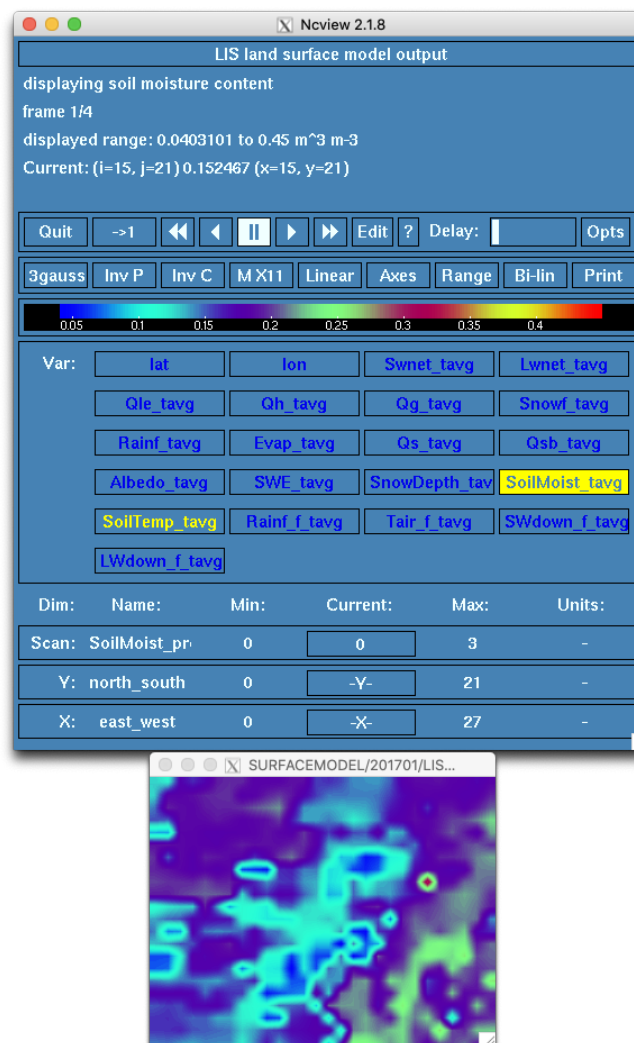 Ncview 2.1.8
LIS land surface model output
displaying soil moisture content
frame 1/4
displayed range: 0.0403101 to 0.45 m^3 m-3
Current: (i=15, j=21) 0.152467 (x=15, y=21)
Quit ->1 Edit ? Delay: Opts
3gauss Inv P Inv C M X11 Linear Axes Range Bi-lin Print
0.05 0.1 0.15 0.2 0.25 0.3 0.35 0.4
Var: lat lon Swnet_tavg Lwnet_tavg
Qle_tavg Qh_tavg Qg_tavg Snowf_tavg
Rainf_tavg Evap_tavg Qs_tavg Qsb_tavg
Albedo_tavg SWE_tavg SnowDepth_tav SoilMoist_tavg
SoilTemp_tavg Rainf_f_tavg Tair_f_tavg SWdown_f_tavg
LWdown_f_tavg
Dim: Name: Min: Current: Max: Units:
Scan: SoilMoist_pr 0 0 3 -
Y: north_south 0 -Y- 21 -
X: east_west 0 -X- 27 -
SURFACEMODEL/201701/LIS...